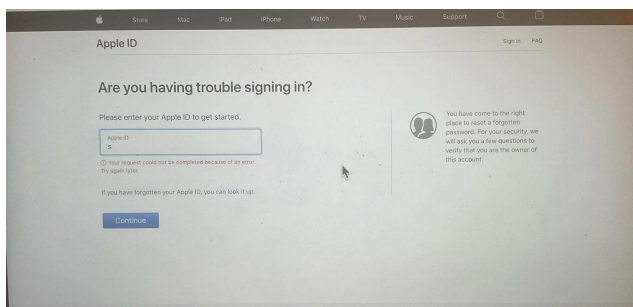 Store Mac iPad iPhone Watch TV Music Support
Apple ID
Sign in FAQ
Are you having trouble signing in?
Please enter your Apple ID to get started.
Apple ID
s
Your request could not be completed because of an error.
Try again later.
If you have forgotten your Apple ID, you can look it up.
Continue
You have come to the right
place to reset a forgotten
password. For your security, we
will ask you a few questions to
verify that you are the owner of
this account.